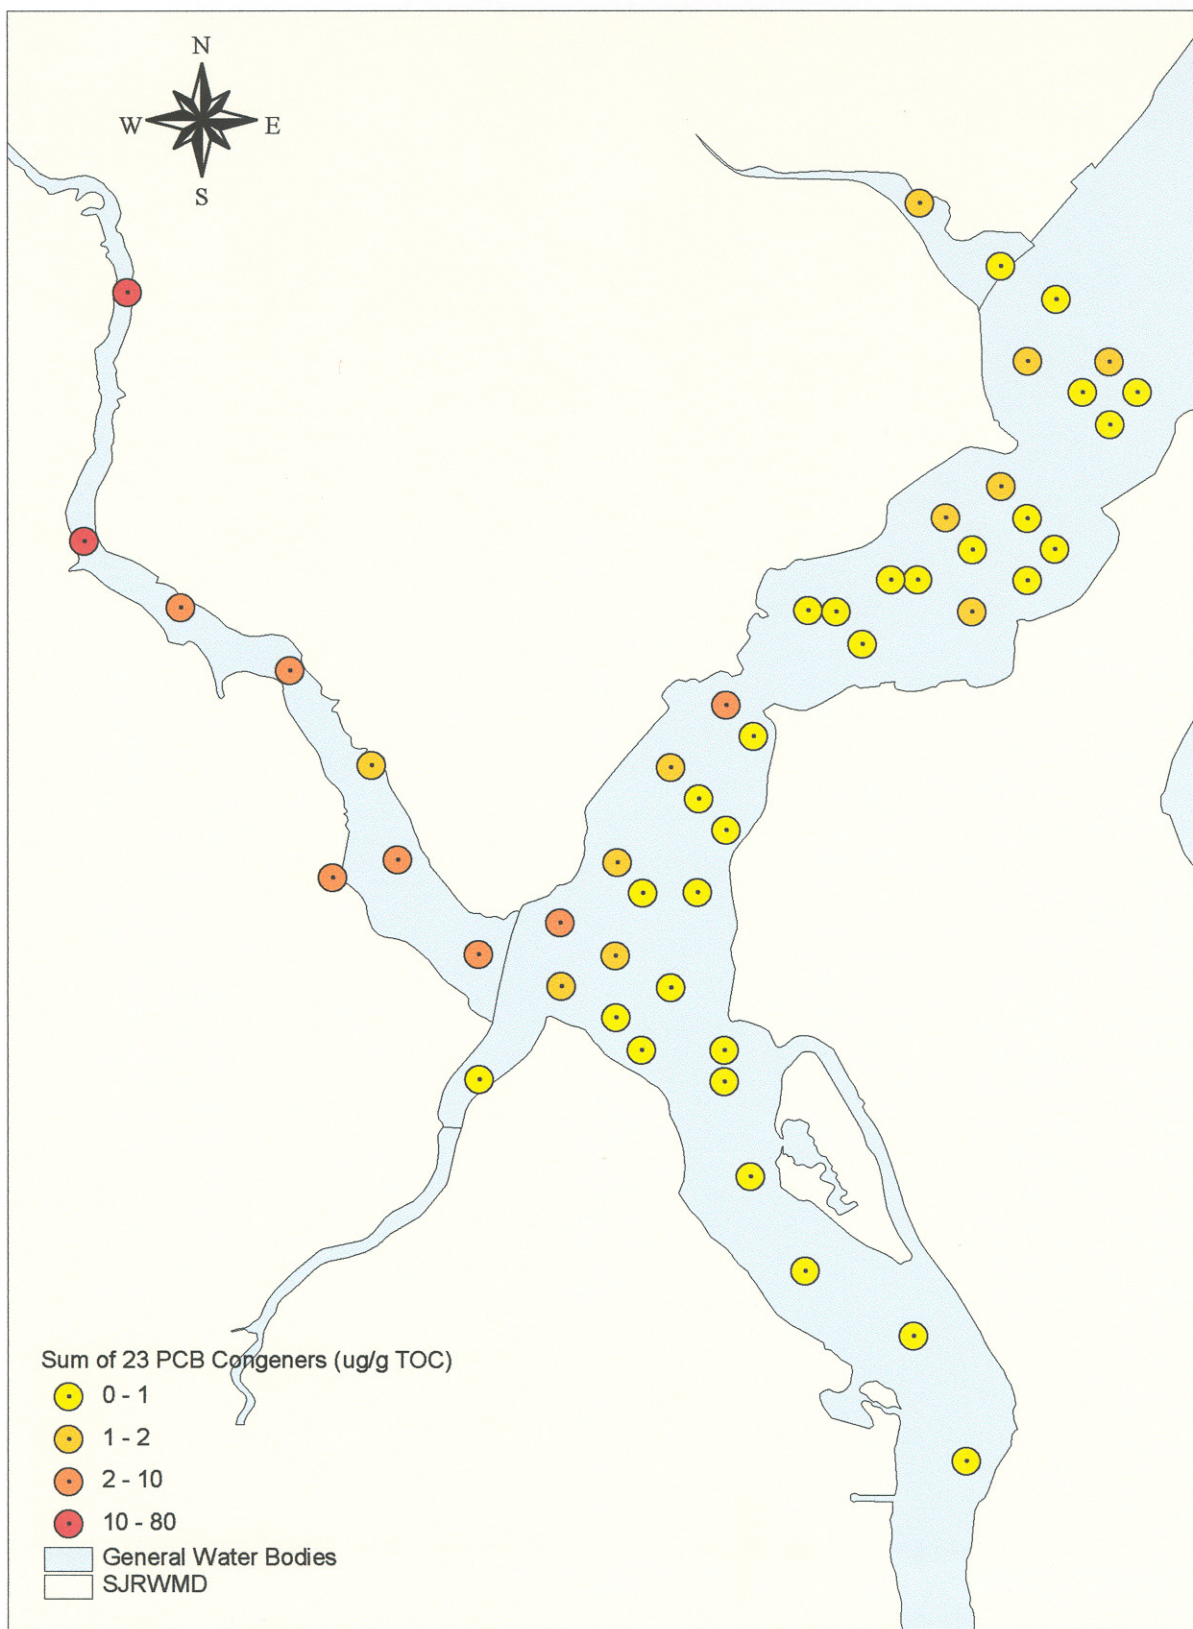 N
W E
S
Sum of 23 PCB Congeners (ug/g TOC)
0 - 1
1 - 2
2 - 10
10 - 80
General Water Bodies
SJRWMD